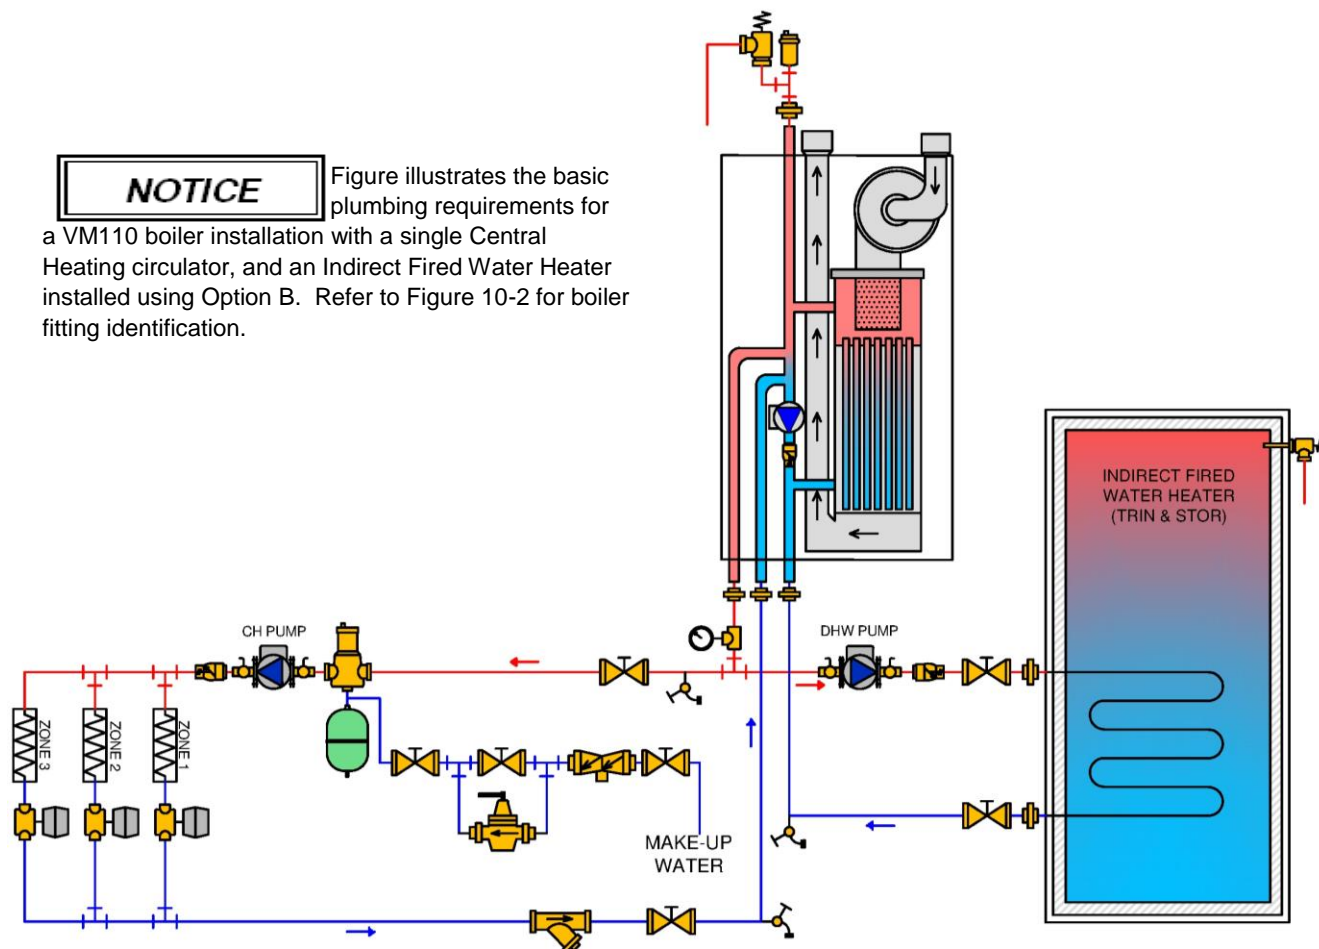 NOTICE Figure illustrates the basic
plumbing requirements for
a VM110 boiler installation with a single Central
Heating circulator, and an Indirect Fired Water Heater
installed using Option B. Refer to Figure 10-2 for boiler
fitting identification.
INDIRECT FIRED
WATER HEATER
(TRIN & STOR)
CH PUMP
DHW PUMP
ZONE 3
ZONE 2
ZONE 1
MAKE-UP
WATER